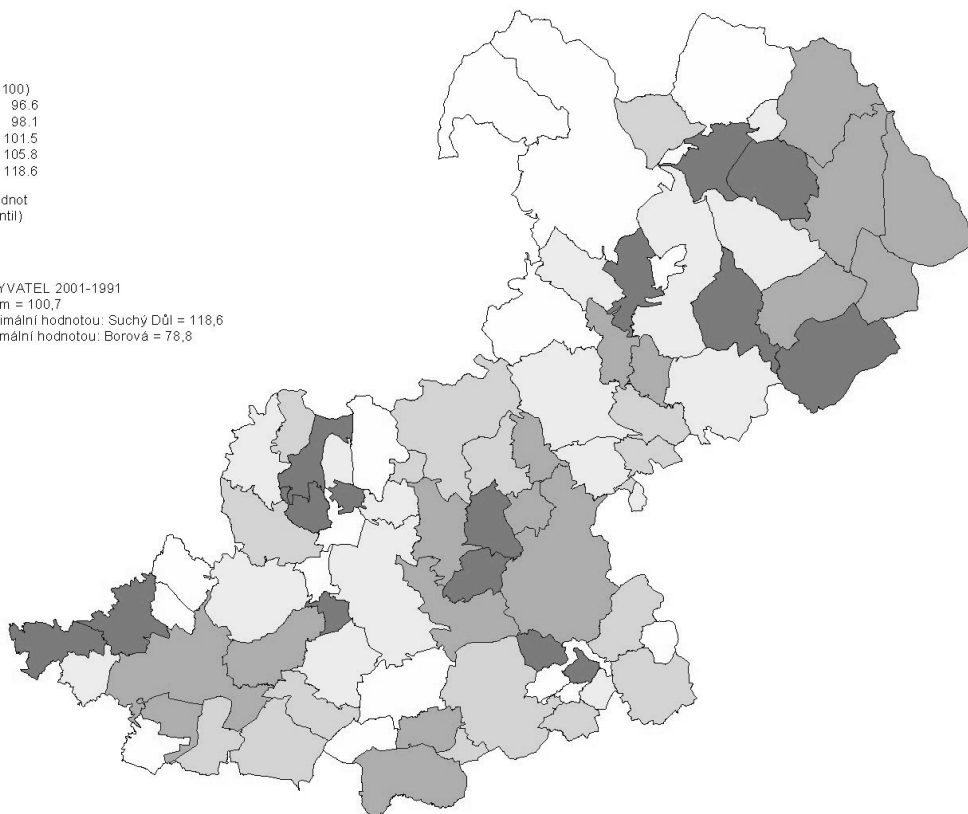 100)
96.6
98.1
101.5
105.8
118.6
dnot
ntil)
YVATEL 2001-1991
m = 100,7
imální hodnotou: Suchý Důl = 118,6
mální hodnotou: Borová = 78,8